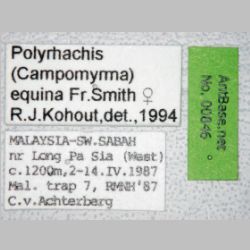 Polyrhachis
(Campomyrma)
equina Fr.Smith ♀
R.J.Kohout,det.,1994
MALAYSIA-SW.SABAH
nr Long Pa Sia (West)
c.1200m,2-14.IV.1987
Mal. trap 7, RMNH'87
C.v.Achterberg
AntBase.net
No. 00846